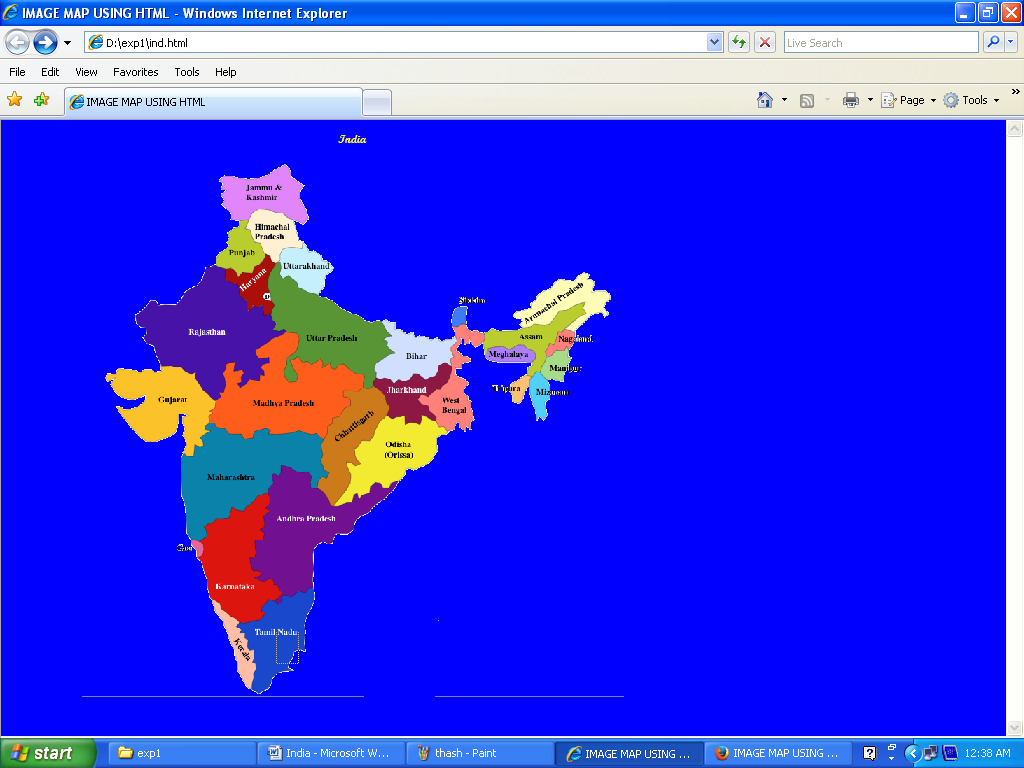 IMAGE MAP USING HTML - Windows Internet Explorer
D:\exp1\ind.html
Live Search
File Edit View Favorites Tools Help
IMAGE MAP USING HTML
Page Tools »
India
Jammu &
Kashmir
Himachal
Pradesh
Punjab
Uttarakhand
Haryana
Arunachal Pradesh
Sikkim
Rajasthan
Uttar Pradesh
Assam
Nagaland
Bihar
Meghalaya
Manipur
Jharkhand
Tripura
Mizoram
Gujarat
Madhya Pradesh
West
Bengal
Chhattisgarh
Odisha
(Orissa)
Maharashtra
Andhra Pradesh
Goa
Karnataka
Tamil Nadu
Kerala
start exp1 India - Microsoft W... thash - Paint IMAGE MAP USING ... IMAGE MAP USING ... 12:38 AM